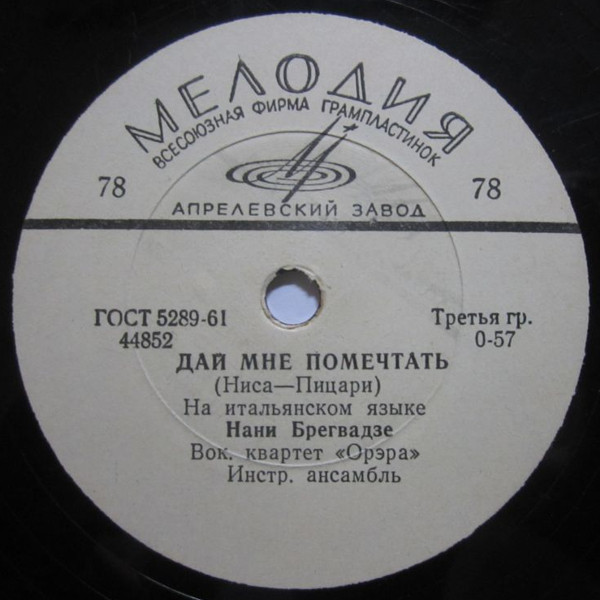 МЕЛОДИЯ
ВСЕСОЮЗНАЯ ФИРМА ГРАМПЛАСТИНОК
78 78
АПРЕЛЕВСКИЙ ЗАВОД
ГОСТ 5289-61 Третья гр.
44852 0-57
ДАЙ МНЕ ПОМЕЧТАТЬ
(Ниса—Пицари)
На итальянском языке
Нани Брегвадзе
Вок. квартет «Орэра»
Инстр. ансамбль